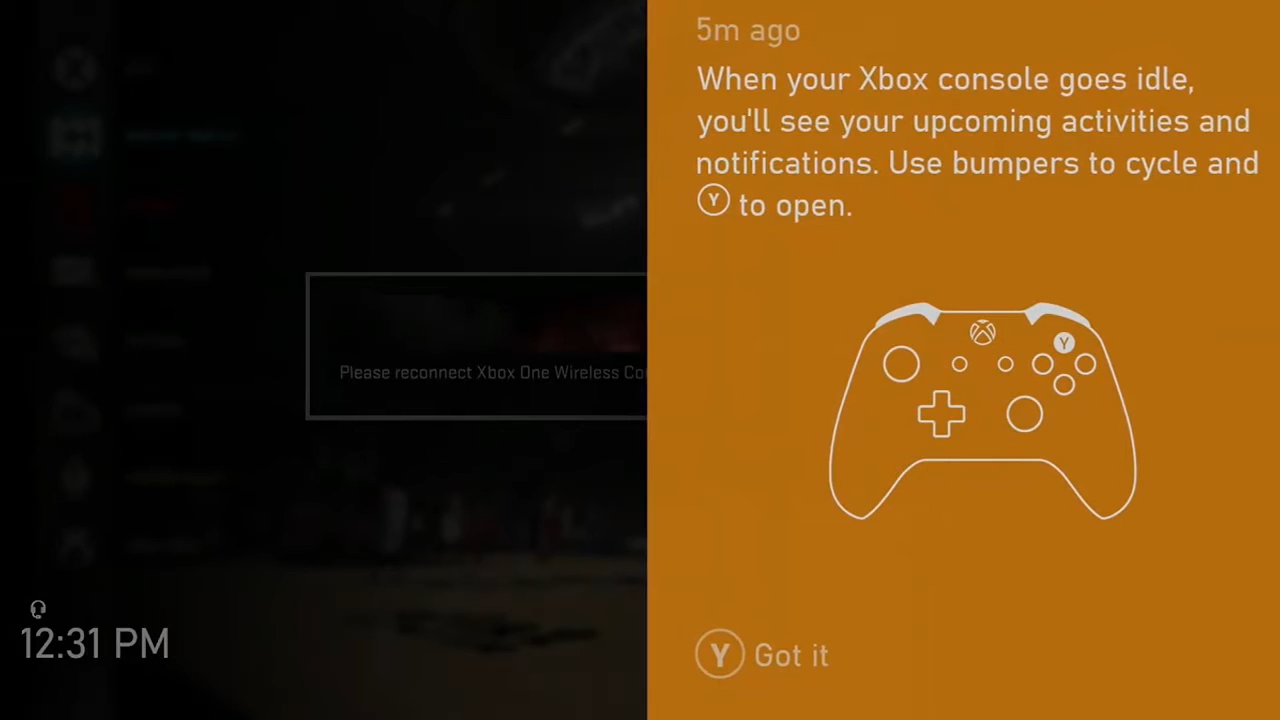 5m ago
When your Xbox console goes idle,
you'll see your upcoming activities and
notifications. Use bumpers to cycle and
Ⓨ to open.
Please reconnect Xbox One Wireless
Y
12:31 PM
Ⓨ Got it